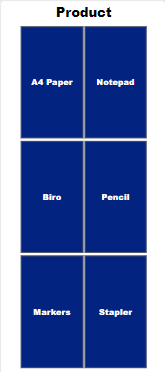 Product
A4 Paper Notepad
Biro Pencil
Markers Stapler